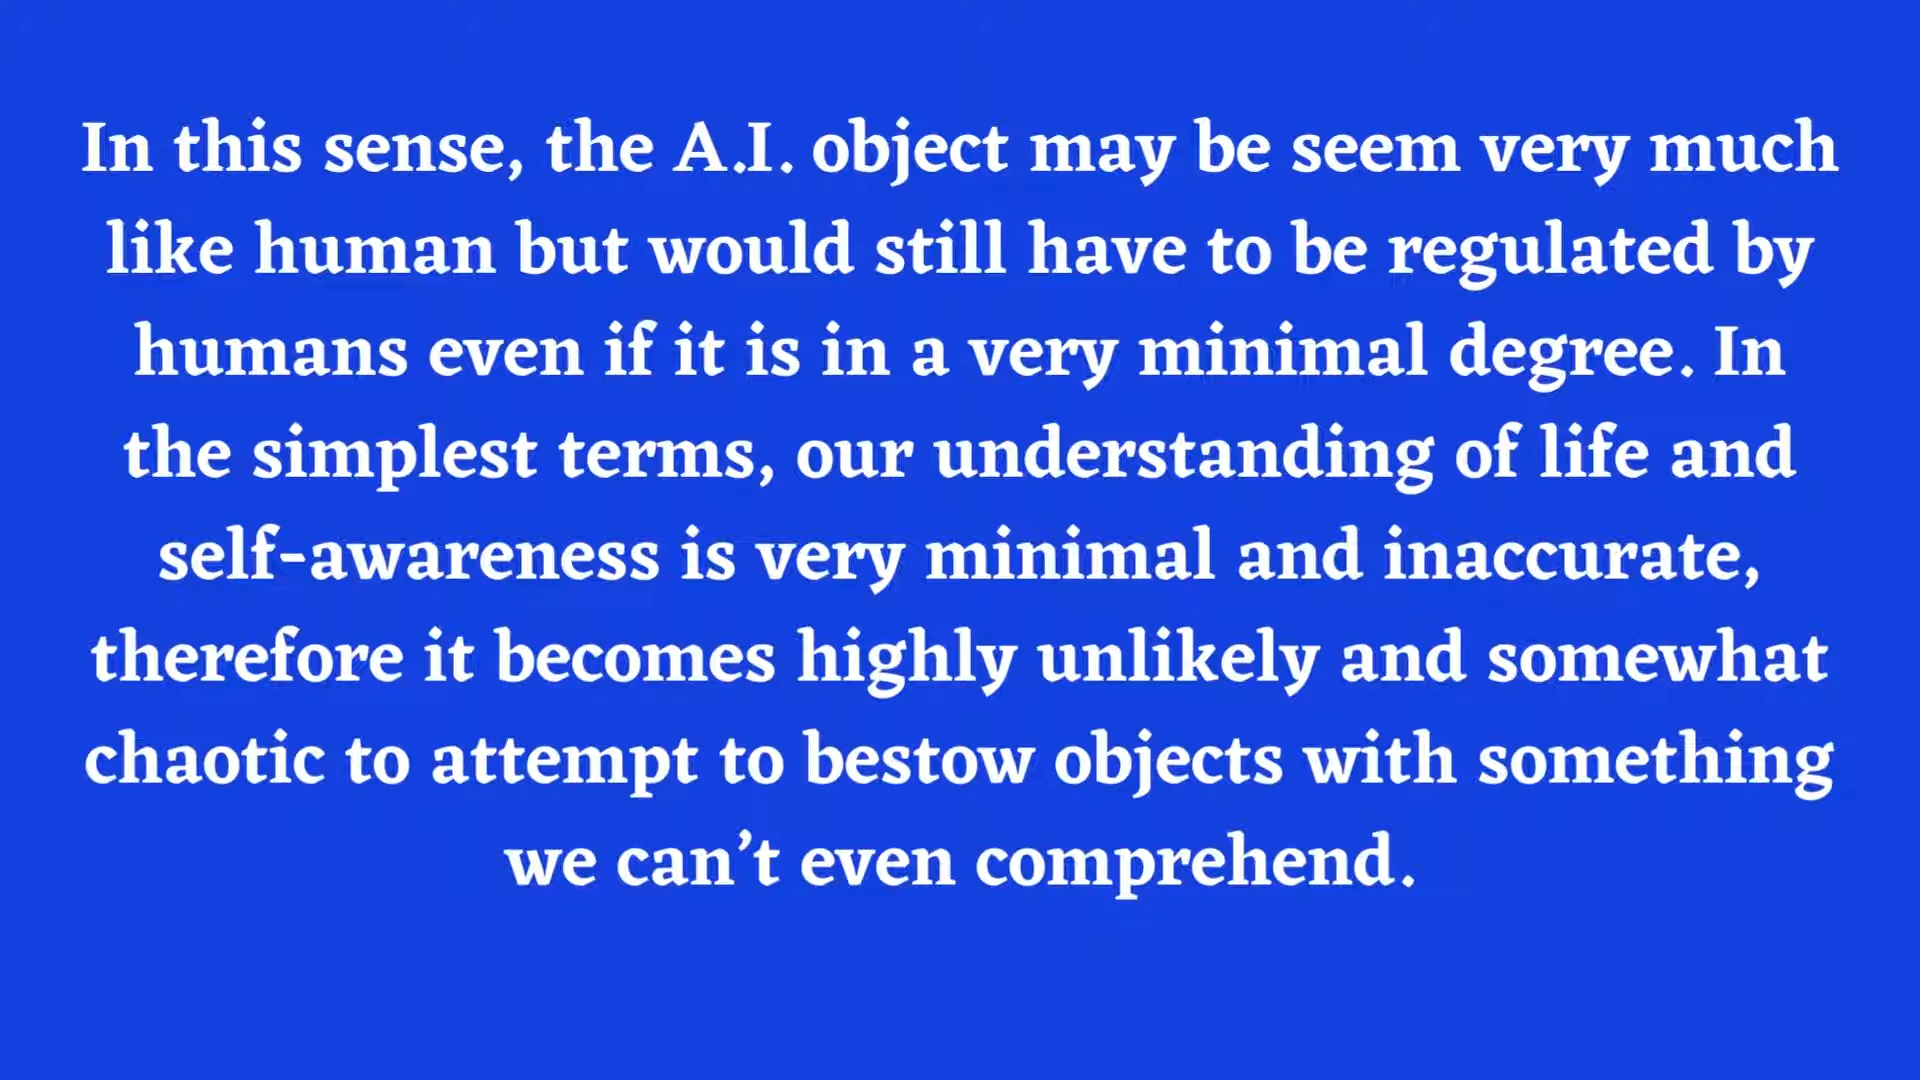 In this sense, the A.I. object may be seem very much
like human but would still have to be regulated by
humans even if it is in a very minimal degree. In
the simplest terms, our understanding of life and
self-awareness is very minimal and inaccurate,
therefore it becomes highly unlikely and somewhat
chaotic to attempt to bestow objects with something
we can’t even comprehend.